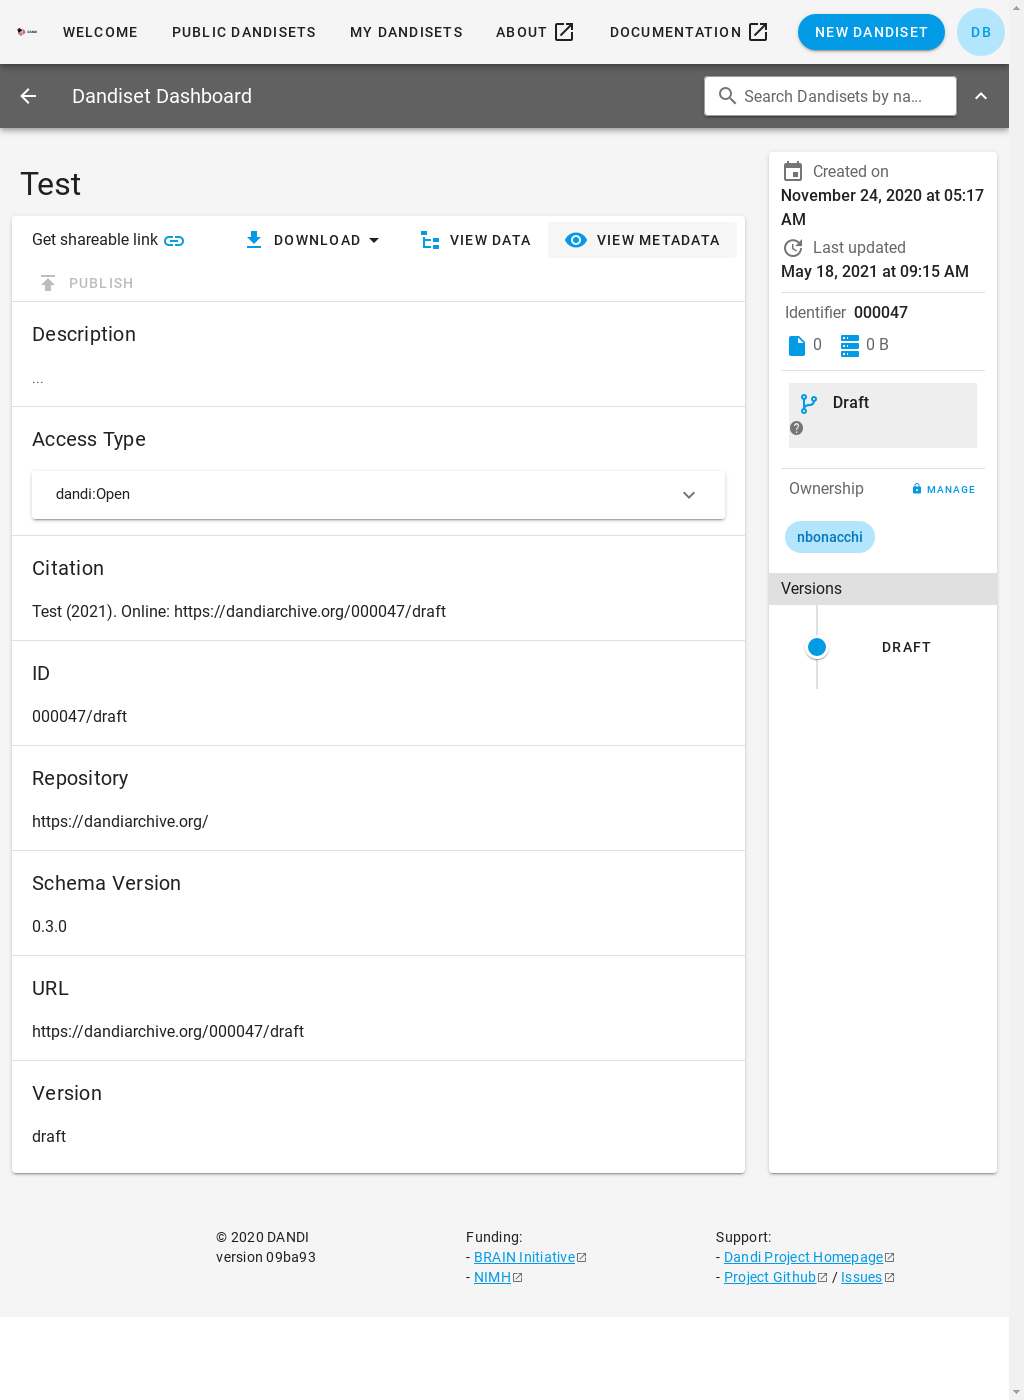 WELCOME PUBLIC DANDISETS MY DANDISETS ABOUT DOCUMENTATION NEW DANDISET DB
Dandiset Dashboard Search Dandisets by na...
Test
Get shareable link DOWNLOAD VIEW DATA VIEW METADATA
PUBLISH
Description
...
Access Type
dandi:Open
Citation
Test (2021). Online: https://dandiarchive.org/000047/draft
ID
000047/draft
Repository
https://dandiarchive.org/
Schema Version
0.3.0
URL
https://dandiarchive.org/000047/draft
Version
draft
Created on
November 24, 2020 at 05:17
AM
Last updated
May 18, 2021 at 09:15 AM
Identifier 000047
0 0 B
Draft
Ownership MANAGE
nbonacchi
Versions
DRAFT
© 2020 DANDI
version 09ba93
Funding:
- BRAIN Initiative
- NIMH
Support:
- Dandi Project Homepage
- Project Github / Issues